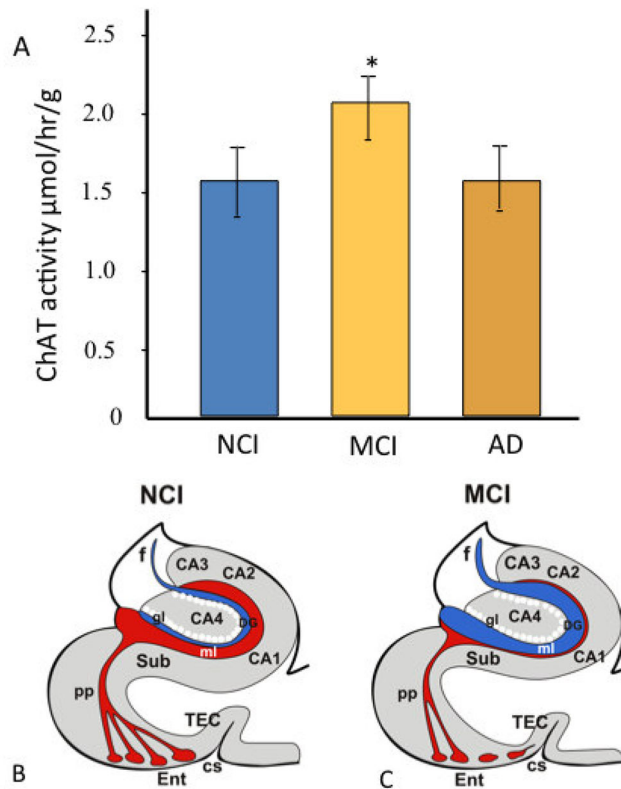 A
ChAT activity μmol/hr/g
2.5
2.0
1.5
1.0
0.5
0
*
NCI MCI AD
NCI
f
CA3
CA2
gl
CA4
DG
ml
CA1
Sub
pp
TEC
Ent
cs
B
MCI
f
CA3
CA2
gl
CA4
DG
ml
CA1
Sub
pp
TEC
Ent
cs
C